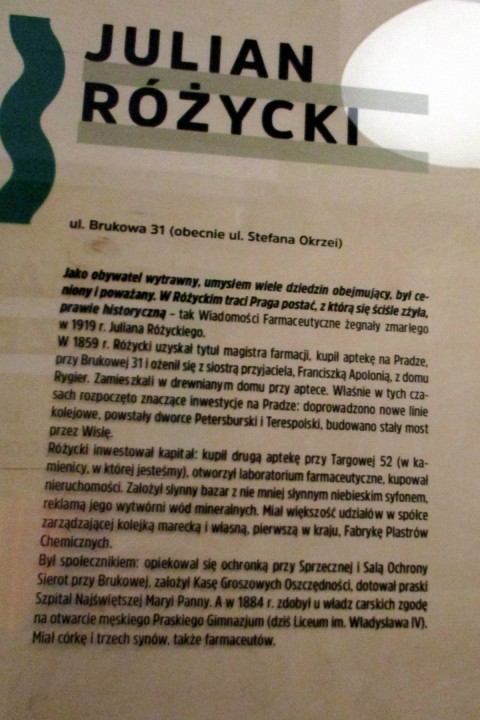 JULIAN
RÓŻYCKI
ul. Brukowa 31 (obecnie ul. Stefana Okrzei)
Jako obywatel wytrawny, umysłem wiele dziedzin obejmujący, był ce-
niony i poważany. W Różyckim traci Praga postać, z którą się ściśle zżyła,
prawie historyczną – tak Wiadomości Farmaceutyczne żegnały zmarłego
w 1919 r. Juliana Różyckiego.
W 1859 r. Różycki uzyskał tytuł magistra farmacji, kupił aptekę na Pradze,
przy Brukowej 31 i ożenił się z siostrą przyjaciela, Franciszką Apolonią, z domu
Rygier. Zamieszkali w drewnianym domu przy aptece. Właśnie w tych cza-
sach rozpoczęto znaczące inwestycje na Pradze: doprowadzono nowe linie
kolejowe, powstały dworce Petersburski i Terespolski, budowano stały most
przez Wisłę.
Różycki inwestował kapitał: kupił drugą aptekę przy Targowej 52 (w ka-
mienicy, w której jesteśmy), otworzył laboratorium farmaceutyczne, kupował
nieruchomości. Założył słynny bazar z nie mniej słynnym niebieskim syfonem,
reklamą jego wytwórni wód mineralnych. Miał większość udziałów w spółce
zarządzającej kolejką marecką i własną, pierwszą w kraju, Fabrykę Plastrów
Chemicznych.
Był społecznikiem: opiekował się ochronką przy Sprzecznej i Salą Ochrony
Sierot przy Brukowej, założył Kasę Groszowych Oszczędności, dotował praski
Szpital Najświętszej Maryi Panny. A w 1884 r. zdobył u władz carskich zgodę
na otwarcie męskiego Praskiego Gimnazjum (dziś Liceum im. Władysława IV).
Miał córkę i trzech synów, także farmaceutów.